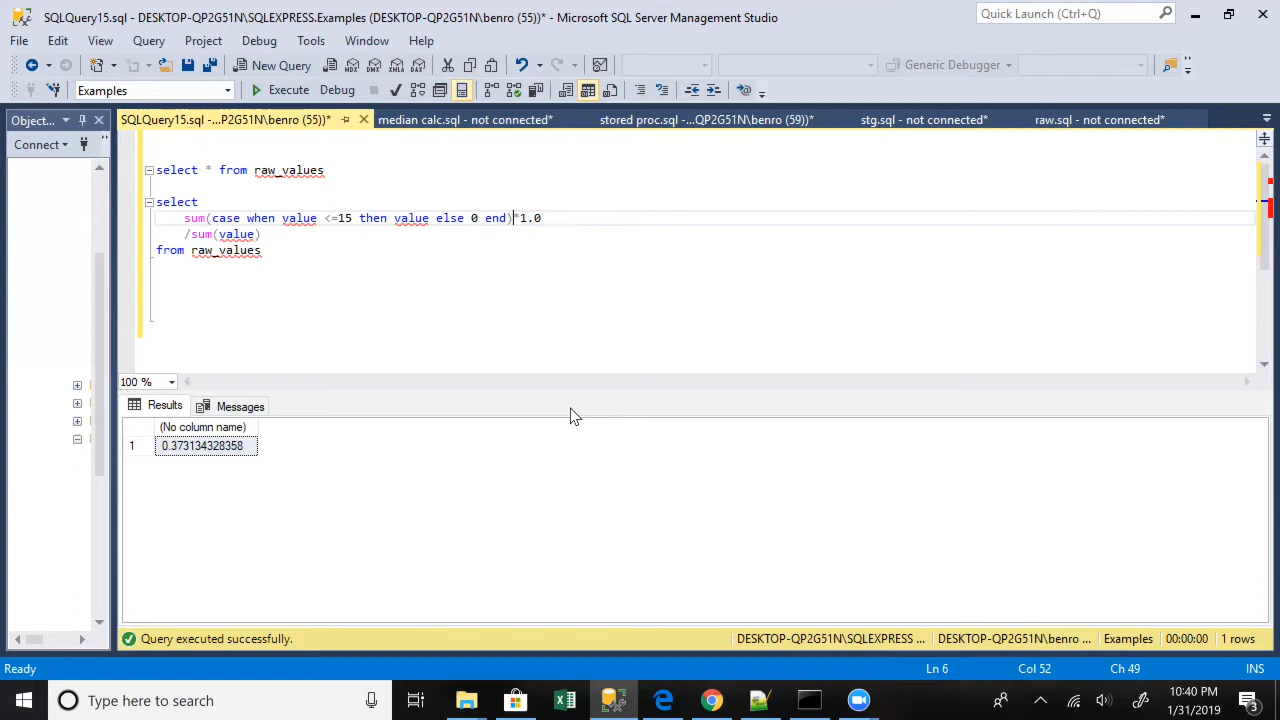 SQLQuery15.sql - DESKTOP-QP2G51N\SQLEXPRESS.Examples (DESKTOP-QP2G51N\benro (55))* - Microsoft SQL Server Management Studio
Quick Launch (Ctrl+Q)
File Edit View Query Project Debug Tools Window Help
New Query MDX DMX XMLA DAX Generic Debugger
Examples Execute Debug
Object... SQLQuery15.sql -...P2G51N\benro (55))* median calc.sql - not connected* stored proc.sql -...QP2G51N\benro (59))* stg.sql - not connected* raw.sql - not connected*
Connect
select * from raw_values
select
sum(case when value <=15 then value else 0 end)*1.0
/sum(value)
from raw_values
100 %
Results Messages
(No column name)
1 0.373134328358
Query executed successfully. DESKTOP-QP2G51N\SQLEXPRESS ... DESKTOP-QP2G51N\benro ... Examples 00:00:00 1 rows
Ready Ln 6 Col 52 Ch 49 INS
Type here to search
10:40 PM
1/31/2019
3